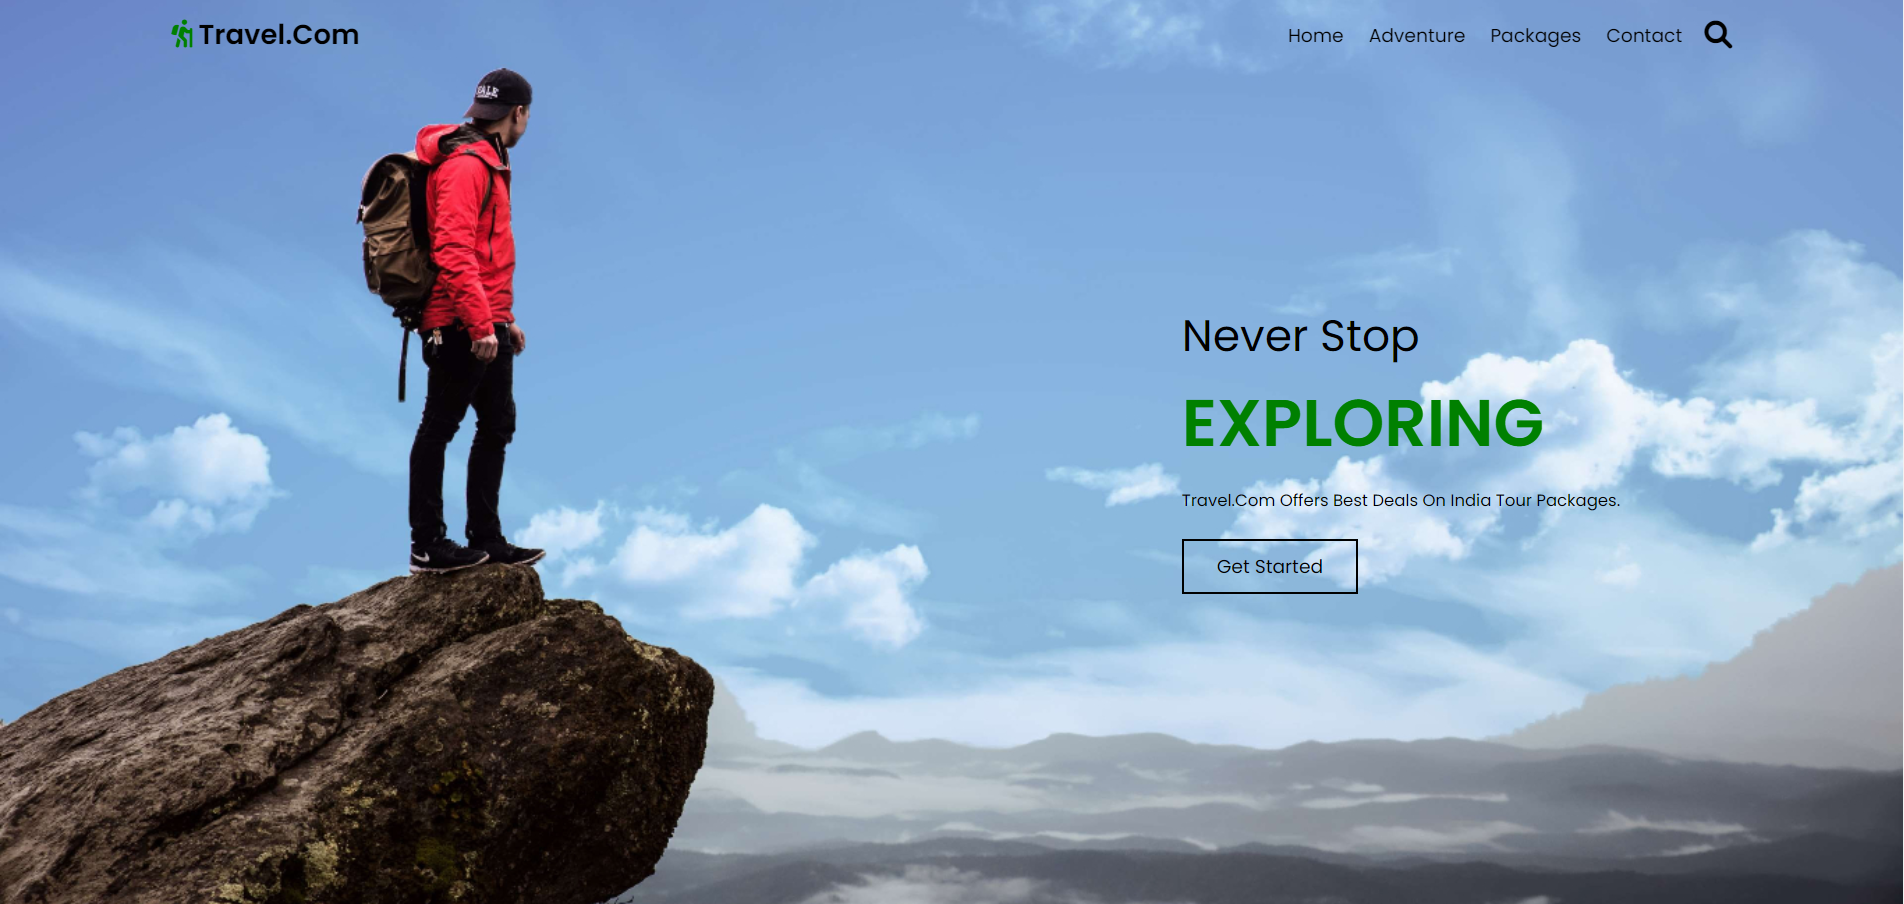 Travel.Com
Home Adventure Packages Contact
Never Stop
EXPLORING
Travel.Com Offers Best Deals On India Tour Packages.
Get Started